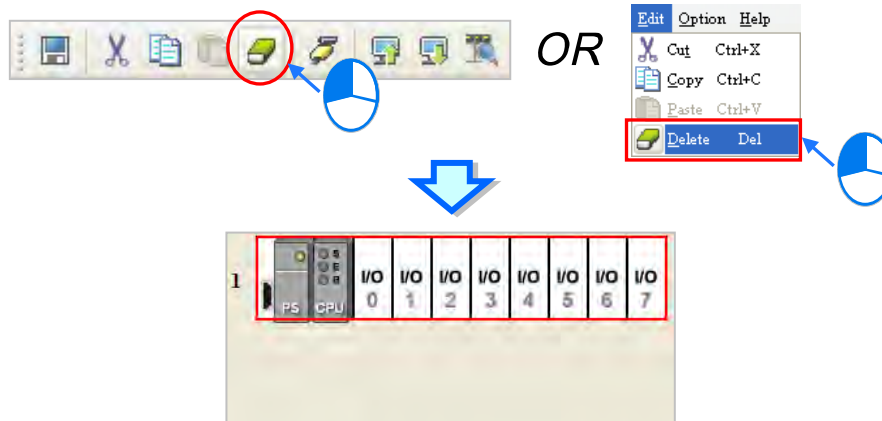 OR
Edit Option Help
Cut Ctrl+X
Copy Ctrl+C
Paste Ctrl+V
Delete Del
1
PS CPU
I/O I/O I/O I/O I/O I/O I/O I/O
0 1 2 3 4 5 6 7